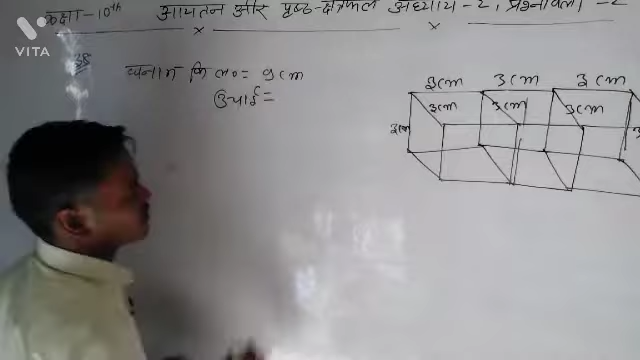 कक्षा-10th आयतन और पृष्ठ-क्षेत्रफल अध्याय-2, प्रश्नावली-2
VITA
घनाभ कि ल० = 9 cm
ऊचाई =
3cm 3cm 3cm
3cm 3cm 3cm
3cm